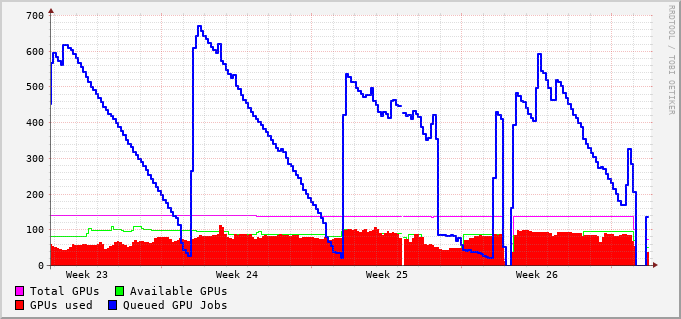 700
600
500
400
300
200
100
0
Week 23 Week 24 Week 25 Week 26
Total GPUs Available GPUs
GPUs used Queued GPU Jobs
RRDTOOL / TOBI OETIKER